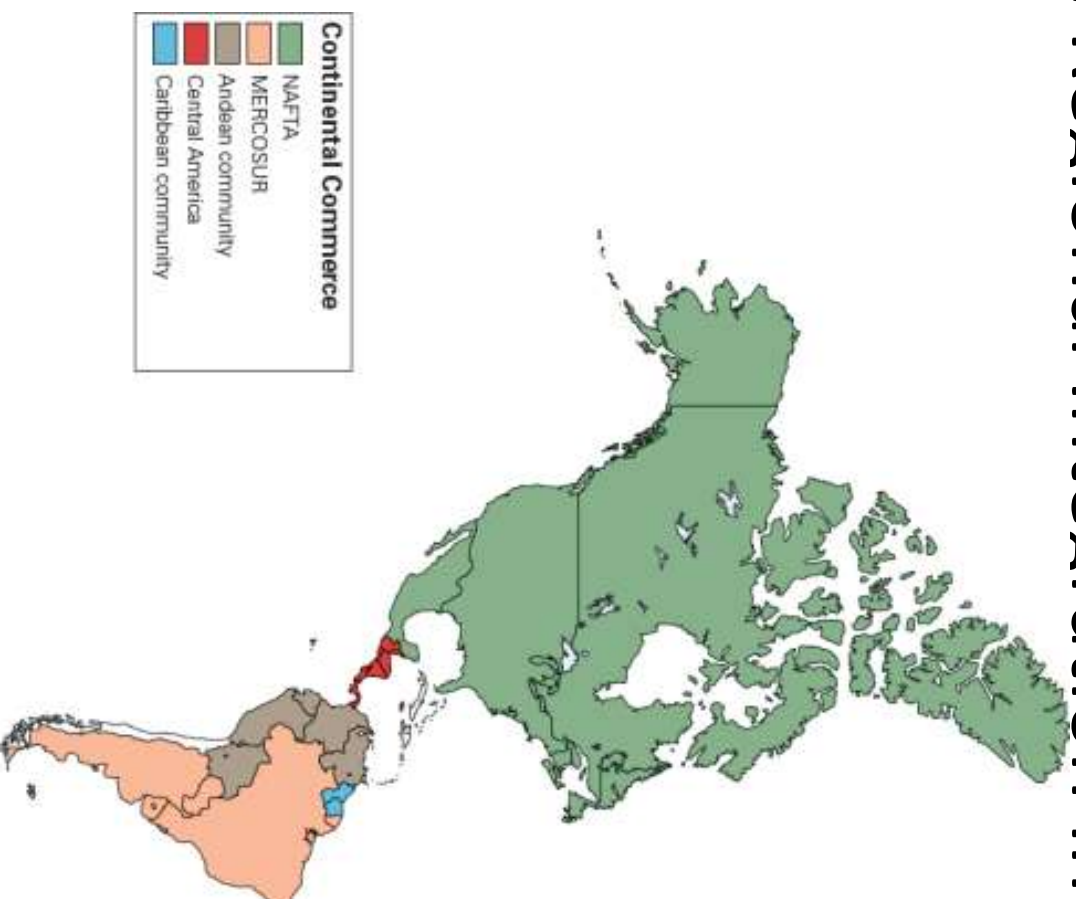 Continental Commerce
NAFTA
MERCOSUR
Andean community
Central America
Caribbean community